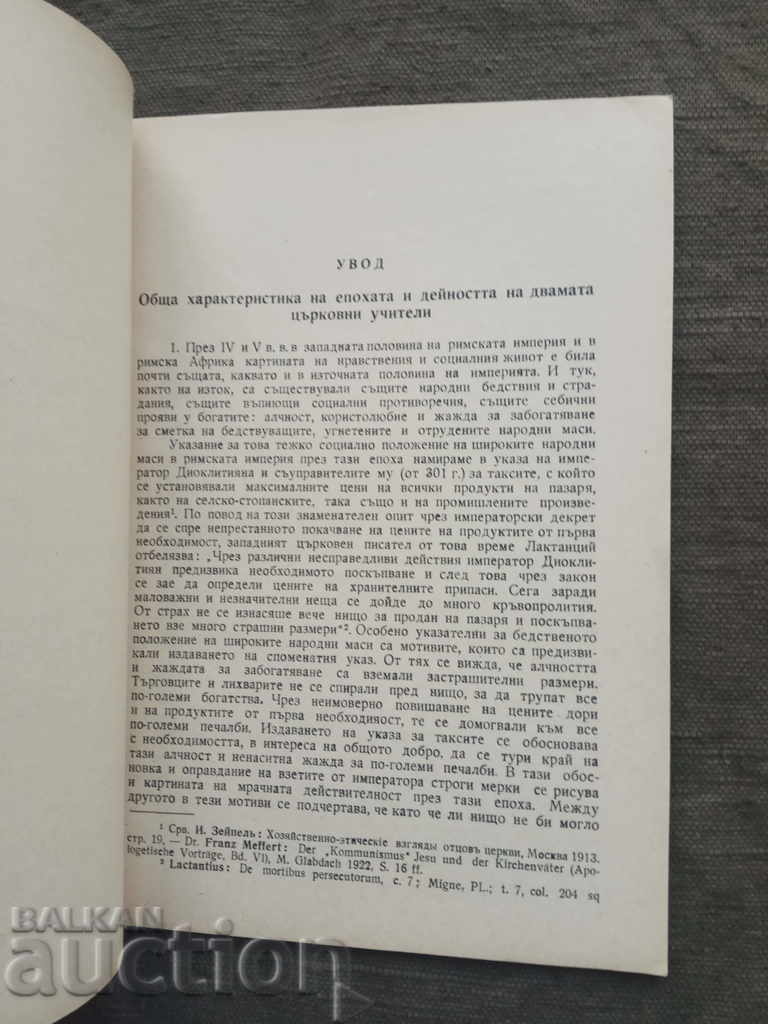 УВОД
Обща характеристика на епохата и дейността на двамата
църковни учители
1. През IV и V в. в. в западната половина на римската империя и в
римска Африка картината на нравствения и социалния живот е била
почти същата, каквато и в източната половина на империята. И тук,
както на изток, са съществували същите народни бедствия и стра-
дания, същите въпиющи социални противоречия, същите себични
прояви у богатите: алчност, користолюбие и жажда за забогатяване
за сметка на бедствуващите, угнетените и отрудените народни маси.
Указание за това тежко социално положение на широките народни
маси в римската империя през тази епоха намираме в указа на импе-
ратор Диоклитияна и съуправителите му (от 301 г.) за таксите, с който
се установявали максималните цени на всички продукти на пазаря,
както на селско-стопанските, така също и на промишлените произве-
дения¹. По повод на този знаменателен опит чрез императорски декрет
да се спре непрестанното покачване на цените на продуктите от първа
необходимост, западният църковен писател от това време Лактанций
отбелязва: „Чрез различни несправедливи действия император Диокли-
тиян предизвика необходимото поскъпване и след това чрез закон
се зае да определи цените на хранителните припаси. Сега заради
маловажни и незначителни неща се дойде до много кръвопролития.
От страх не се изнасяше вече нищо за продан на пазаря и поскъпва-
нето взе много страшни размери“². Особено указателни за бедственото
положение на широките народни маси са мотивите, които са предизви-
кали издаването на споменатия указ. От тях се вижда, че алчността
и жаждата за забогатяване са вземали застрашителни размери.
Търговците и лихварите не се спирали пред нищо, за да трупат все
по-големи богатства. Чрез неимоверно повишаване на цените дори
и на продуктите от първа необходивост, те се домогвали към все
по-големи печалби. Издаването на указа за таксите се обосновава
с необходимостта, в интереса на общото добро, да се тури край на
тази алчност и ненаситна жажда за по-големи печалби. В тази обос-
новка и оправдание на взетите от императора строги мерки се рисува
и картината на мрачната действителност през тази епоха. Между
другото в тези мотиви се подчертава, че като че ли нищо не би могло
¹ Срв. И. Зейпель: Хозяйственно-этическіе взгляды отцовъ церкви, Москва 1913.
стр. 19, — Dr. Franz Meffert: Der „Kommunismus“ Jesu und der Kirchenväter (Apo-
logetische Vorträge, Bd. VI), M. Glabdach 1922, S. 16 ff.
² Lactantius: De mortibus persecutorum, c. 7; Migne, PL.; t. 7, col. 204 sq
BALKAN
auction